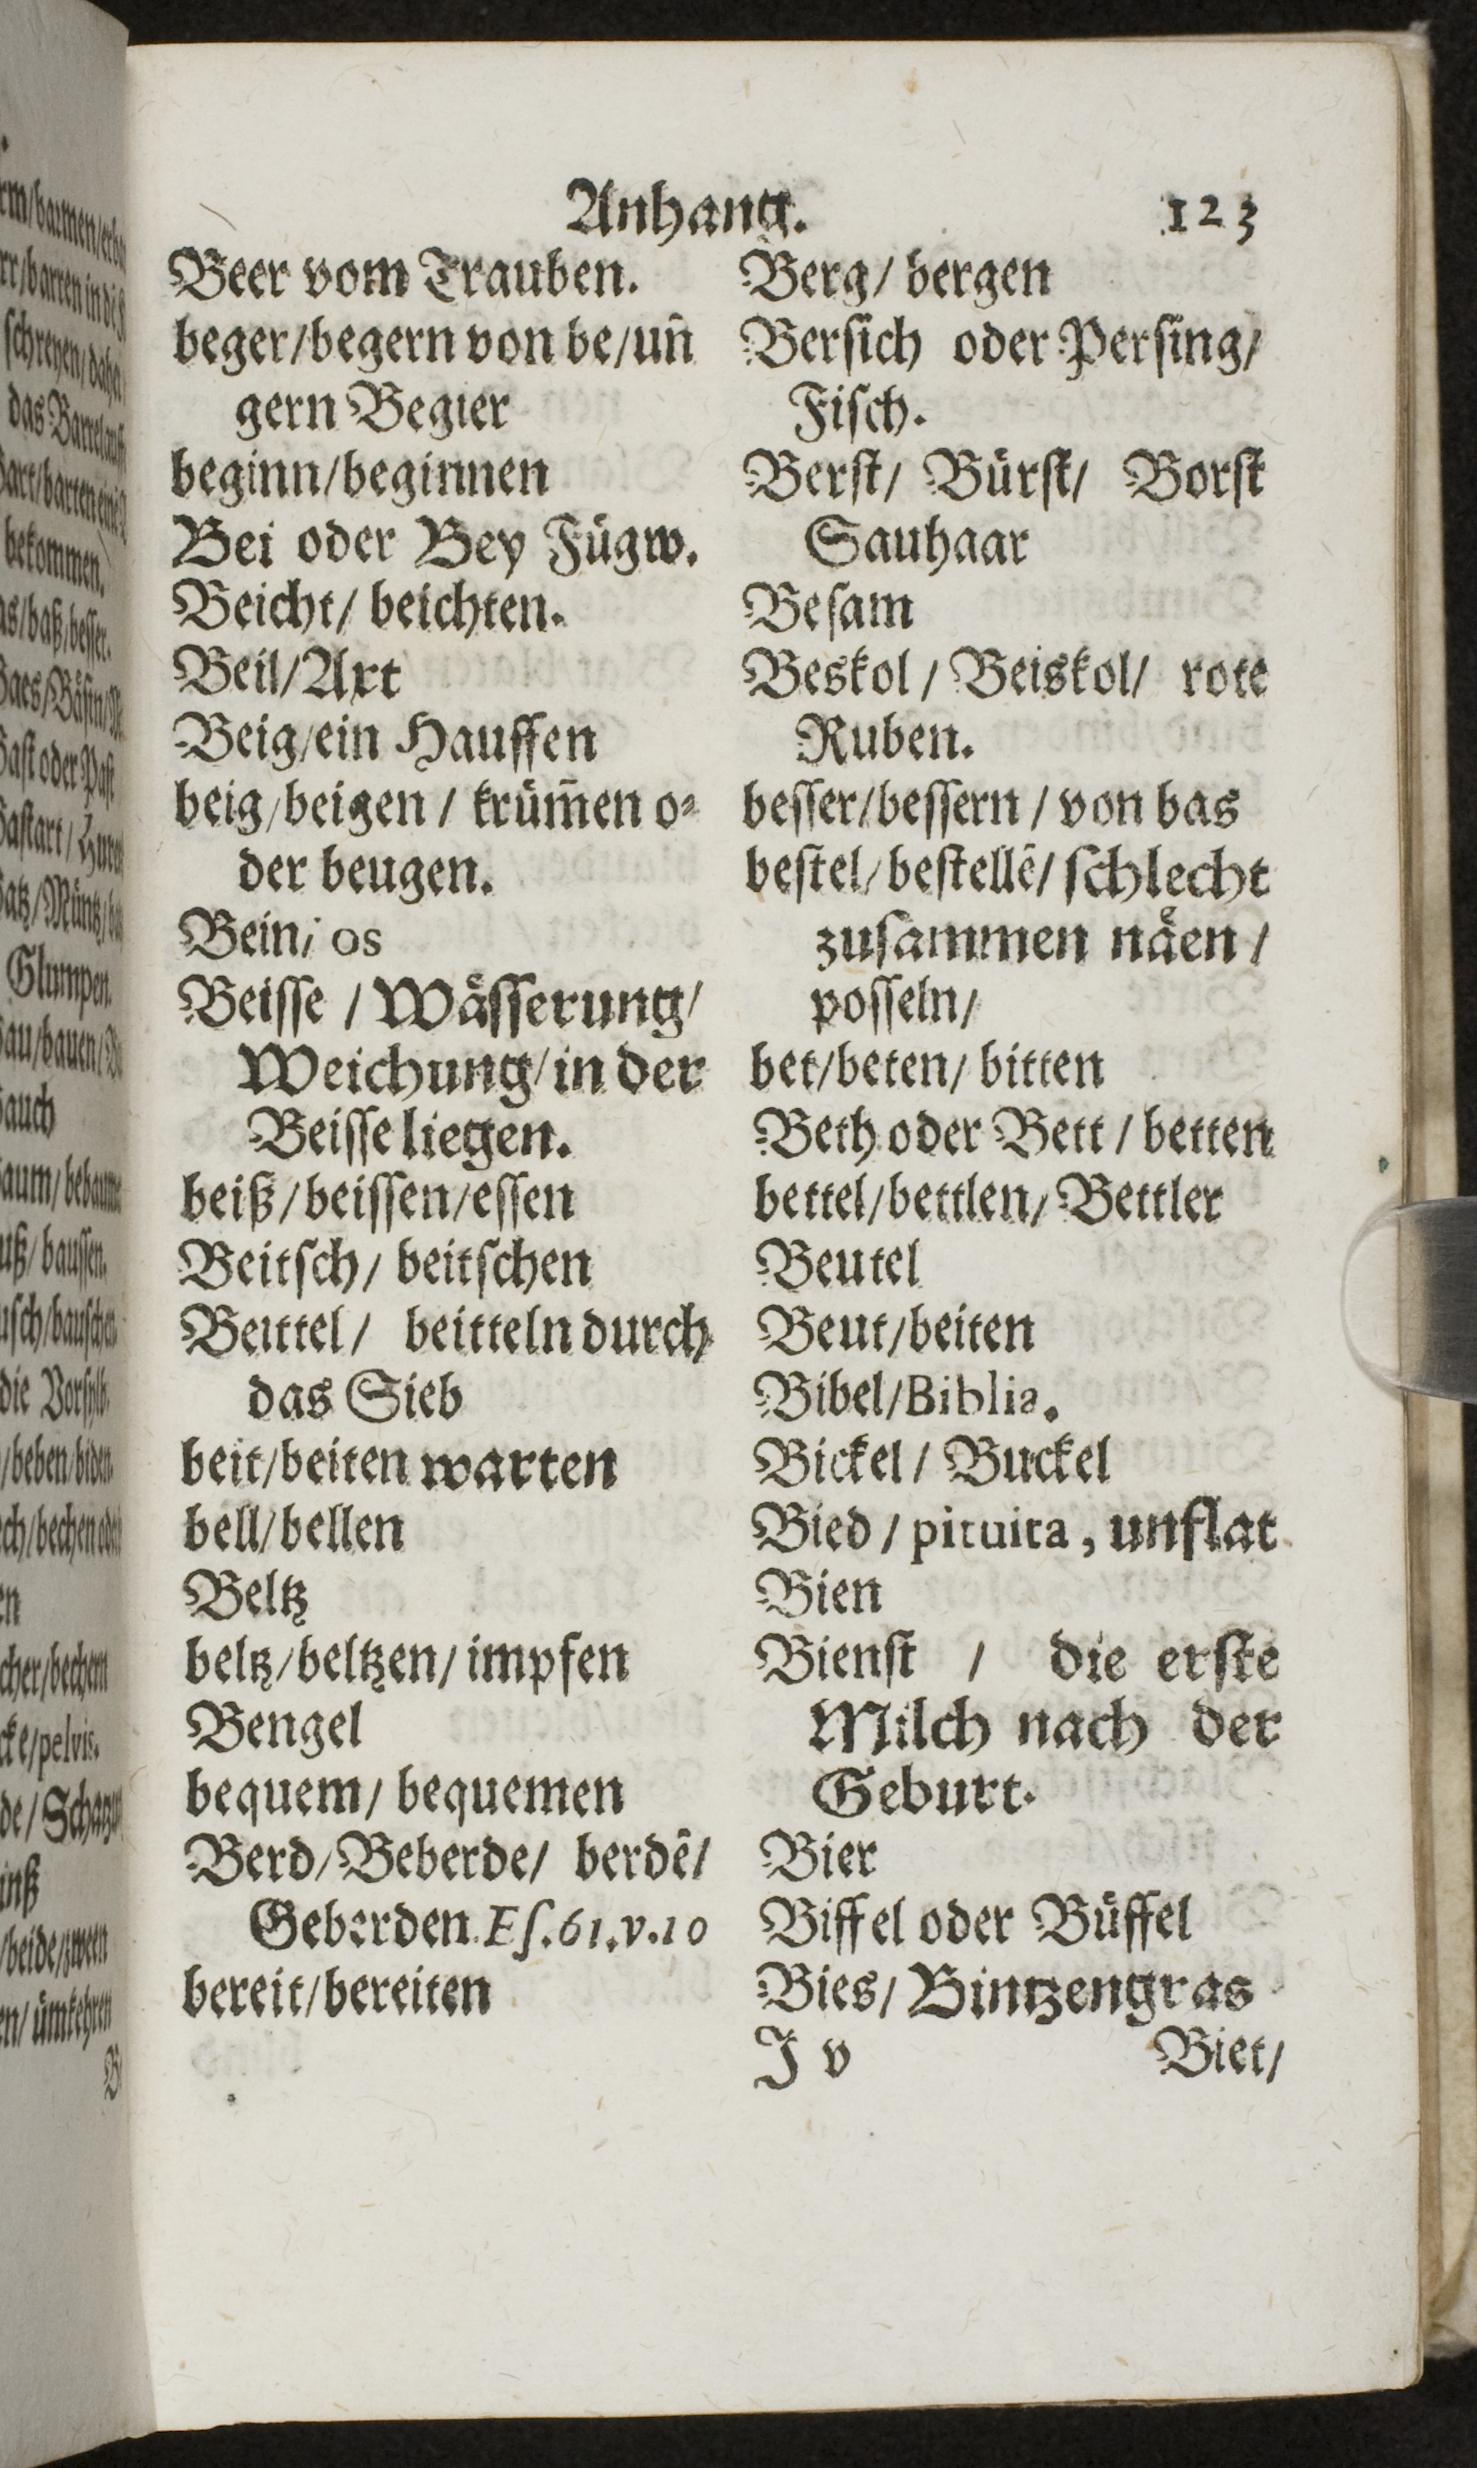 Anhang. 123
Beer vom Trauben.
beger/begern von be/uñ
gern Begier
beginn/beginnen
Bei oder Bey Fügw.
Beicht/ beichten.
Beil/Axt
Beig/ein Hauffen
beig/beigen / krüm̃en o⸗
der beugen.
Bein/ os
Beisse / Wässerung/
Weichung/in der
Beisse liegen.
beiß/beissen/essen
Beitsch/ beitschen
Beittel/ beitteln durch
das Sieb
beit/beiten warten
bell/bellen
Beltz
beltz/beltzen/ impfen
Bengel
bequem/ bequemen
Berd/Beberde/ berdẽ/
Geberden. Eſ.61.v.10
bereit/bereiten
Berg/ bergen
Berſich oder Perſing/
Fiſch.
Berſt/ Bürſt/ Borſt
Sauhaar
Beſam
Beskol / Beiskol/ rote
Ruben.
beſſer/beſſern / von bas
beſtel/beſtellẽ/ ſchlecht
zuſammen näen /
poſſeln/
bet/beten/ bitten
Beth oder Bett / betten
bettel/bettlen/ Bettler
Beutel
Beut/beiten
Bibel/Biblia.
Bickel / Buckel
Bied / pituita, unflat
Bien
Bienſt / die erſte
Milch nach der
Geburt.
Bier
Biffel oder Büffel
Bies/ Bintzengras
J v Biet/